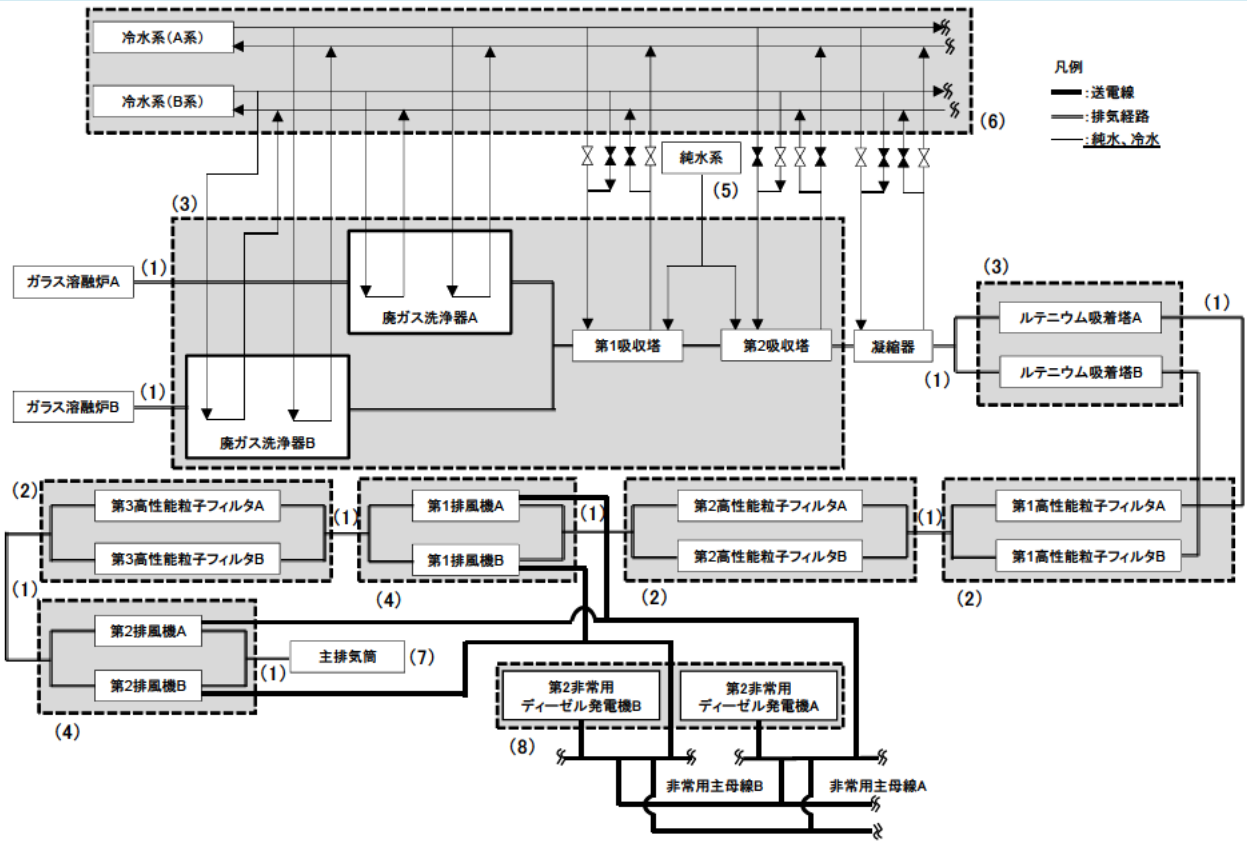 冷水系(A系)
冷水系(B系)
(6)
凡例
:送電線
:排気経路
:純水、冷水
純水系
(5)
(3)
ガラス溶融炉A
(1)
廃ガス洗浄器A
ガラス溶融炉B
(1)
廃ガス洗浄器B
第1吸収塔
第2吸収塔
凝縮器
(1)
(3)
ルテニウム吸着塔A
(1)
ルテニウム吸着塔B
(2)
第3高性能粒子フィルタA
第3高性能粒子フィルタB
(1)
第1排風機A
第1排風機B
(4)
(1)
第2高性能粒子フィルタA
第2高性能粒子フィルタB
(2)
(1)
第1高性能粒子フィルタA
第1高性能粒子フィルタB
(2)
(1)
第2排風機A
第2排風機B
(4)
(1)
主排気筒
(7)
第2非常用
ディーゼル発電機B
第2非常用
ディーゼル発電機A
(8)
非常用主母線B
非常用主母線A